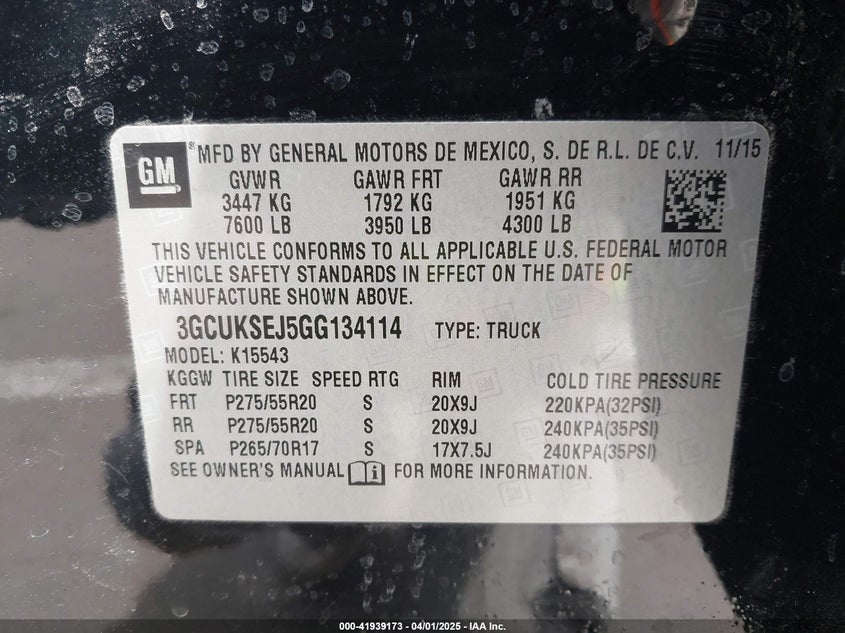 GM ® MFD BY GENERAL MOTORS DE MEXICO, S. DE R.L. DE C.V. 11/15
GVWR GAWR FRT GAWR RR
3447 KG 1792 KG 1951 KG
7600 LB 3950 LB 4300 LB
THIS VEHICLE CONFORMS TO ALL APPLICABLE U.S. FEDERAL MOTOR
VEHICLE SAFETY STANDARDS IN EFFECT ON THE DATE OF
MANUFACTURE SHOWN ABOVE.
3GCUKSEJ5GG134114 TYPE: TRUCK
MODEL: K15543
KGGW TIRE SIZE SPEED RTG RIM COLD TIRE PRESSURE
FRT P275/55R20 S 20X9J 220KPA(32PSI)
RR P275/55R20 S 20X9J 240KPA(35PSI)
SPA P265/70R17 S 17X7.5J 240KPA(35PSI)
SEE OWNER'S MANUAL FOR MORE INFORMATION.
000-41939173 - 04/01/2025 - IAA Inc.